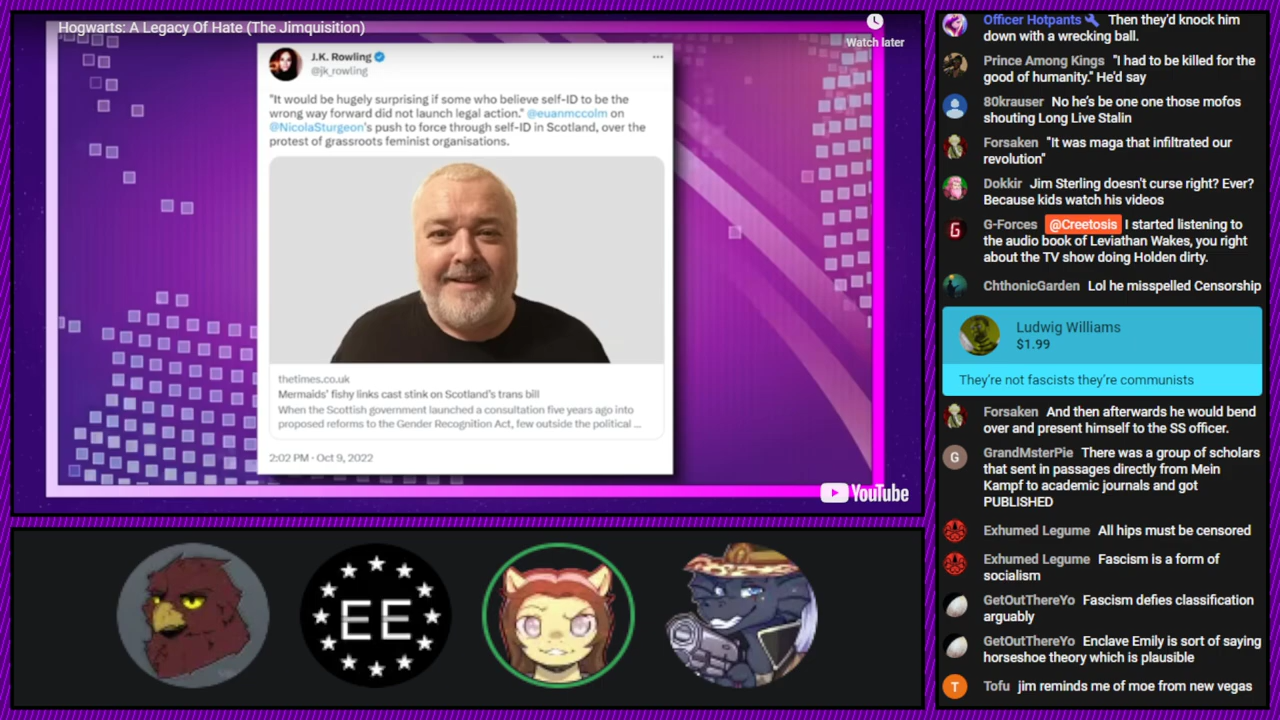 Hogwarts: A Legacy Of Hate (The Jimquisition)
Watch later
J.K. Rowling
@jk_rowling
"It would be hugely surprising if some who believe self-ID to be the
wrong way forward did not launch legal action." @euanmccolm on
@NicolaSturgeon's push to force through self-ID in Scotland, over the
protest of grassroots feminist organisations.
thetimes.co.uk
Mermaids' fishy links cast stink on Scotland's trans bill
When the Scottish government launched a consultation five years ago into
proposed reforms to the Gender Recognition Act, few outside the political ...
2:02 PM · Oct 9, 2022
YouTube
EE
Officer Hotpants Then they'd knock him
down with a wrecking ball.
Prince Among Kings "I had to be killed for the
good of humanity." He'd say
80krauser No he's be one one those mofos
shouting Long Live Stalin
Forsaken "It was maga that infiltrated our
revolution"
Dokkir Jim Sterling doesn't curse right? Ever?
Because kids watch his videos
G-Forces @Creetosis I started listening to
the audio book of Leviathan Wakes, you right
about the TV show doing Holden dirty.
ChthonicGarden Lol he misspelled Censorship
Ludwig Williams
$1.99
They're not fascists they're communists
Forsaken And then afterwards he would bend
over and present himself to the SS officer.
G
GrandMsterPie There was a group of scholars
that sent in passages directly from Mein
Kampf to academic journals and got
PUBLISHED
Exhumed Legume All hips must be censored
Exhumed Legume Fascism is a form of
socialism
GetOutThereYo Fascism defies classification
arguably
GetOutThereYo Enclave Emily is sort of saying
horseshoe theory which is plausible
T
Tofu jim reminds me of moe from new vegas